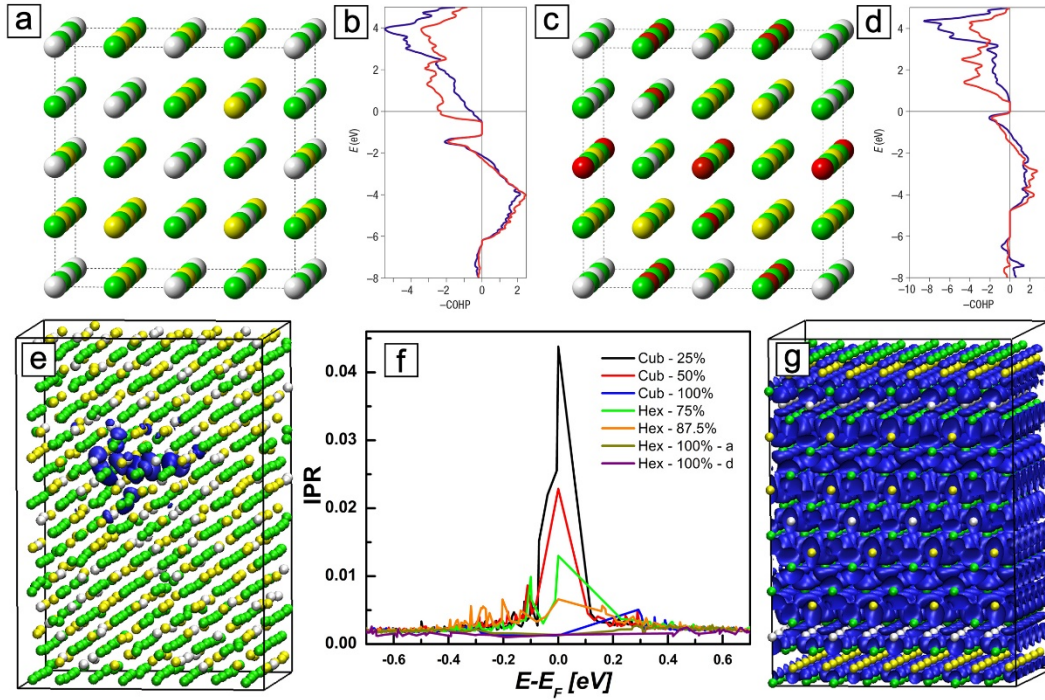 a
b
4
2
0
−2
−4
−6
−8
E (eV)
−4 −2 0 2
−COHP
c
d
4
2
0
−2
−4
−6
−8
E (eV)
−10 −8 −6 −4 −2 0 2
−COHP
e
f
0.04
0.03
0.02
0.01
0.00
IPR
Cub - 25%
Cub - 50%
Cub - 100%
Hex - 75%
Hex - 87.5%
Hex - 100% - a
Hex - 100% - d
-0.6 -0.4 -0.2 0.0 0.2 0.4 0.6
E-EF [eV]
g